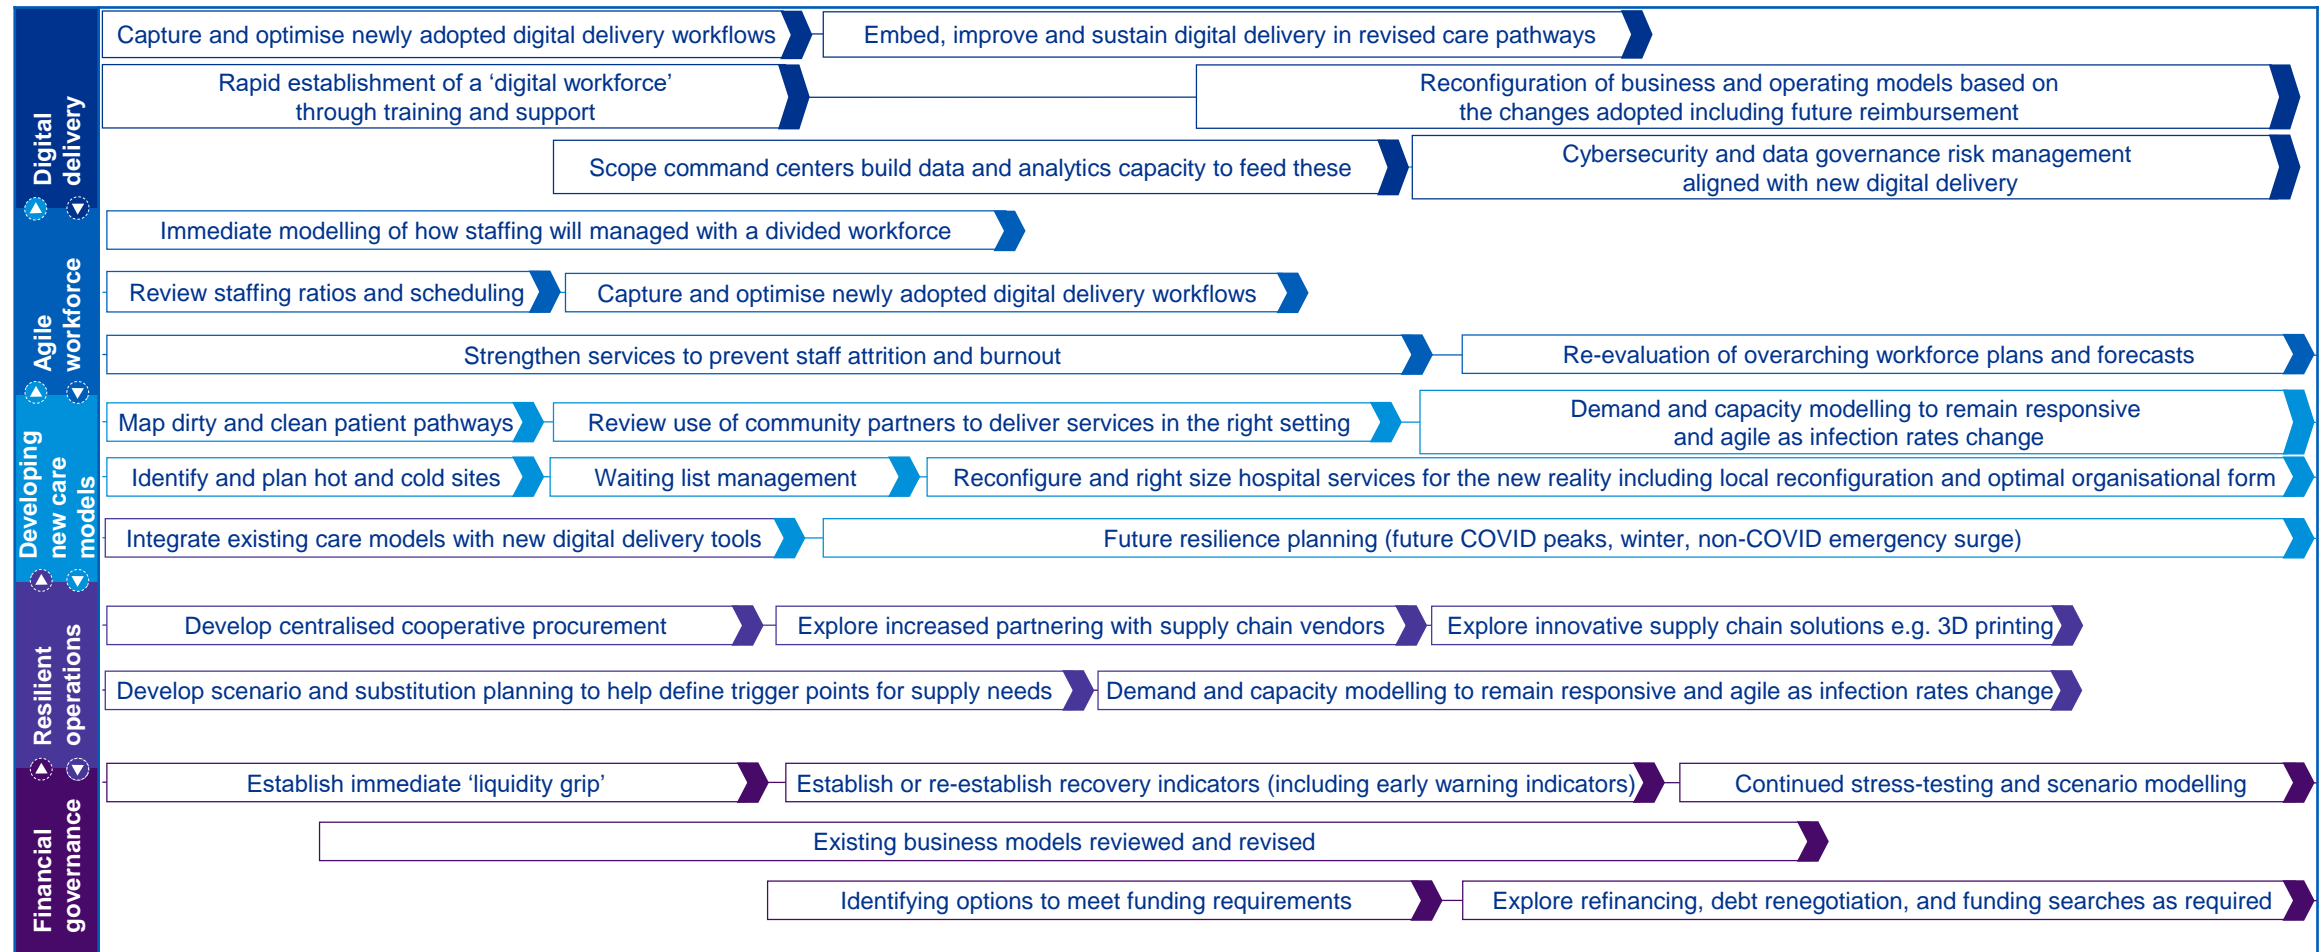 Digital
delivery
Capture and optimise newly adopted digital delivery workflows
Embed, improve and sustain digital delivery in revised care pathways
Rapid establishment of a ‘digital workforce’
through training and support
Reconfiguration of business and operating models based on
the changes adopted including future reimbursement
Scope command centers build data and analytics capacity to feed these
Cybersecurity and data governance risk management
aligned with new digital delivery
Agile
workforce
Immediate modelling of how staffing will managed with a divided workforce
Review staffing ratios and scheduling
Capture and optimise newly adopted digital delivery workflows
Strengthen services to prevent staff attrition and burnout
Re-evaluation of overarching workforce plans and forecasts
Developing
new care
models
Map dirty and clean patient pathways
Review use of community partners to deliver services in the right setting
Demand and capacity modelling to remain responsive
and agile as infection rates change
Identify and plan hot and cold sites
Waiting list management
Reconfigure and right size hospital services for the new reality including local reconfiguration and optimal organisational form
Integrate existing care models with new digital delivery tools
Future resilience planning (future COVID peaks, winter, non-COVID emergency surge)
Resilient
operations
Develop centralised cooperative procurement
Explore increased partnering with supply chain vendors
Explore innovative supply chain solutions e.g. 3D printing
Develop scenario and substitution planning to help define trigger points for supply needs
Demand and capacity modelling to remain responsive and agile as infection rates change
Financial
governance
Establish immediate ‘liquidity grip’
Establish or re-establish recovery indicators (including early warning indicators)
Continued stress-testing and scenario modelling
Existing business models reviewed and revised
Identifying options to meet funding requirements
Explore refinancing, debt renegotiation, and funding searches as required